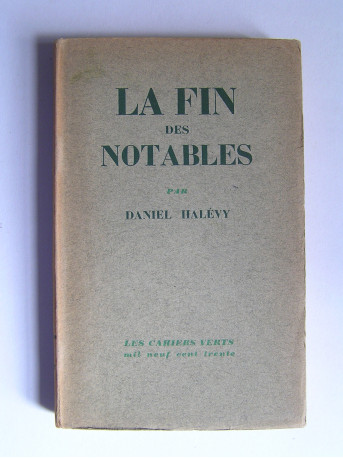 LA FIN
DES
NOTABLES
PAR
DANIEL HALÉVY
LES CAHIERS VERTS
mil neuf cent trente